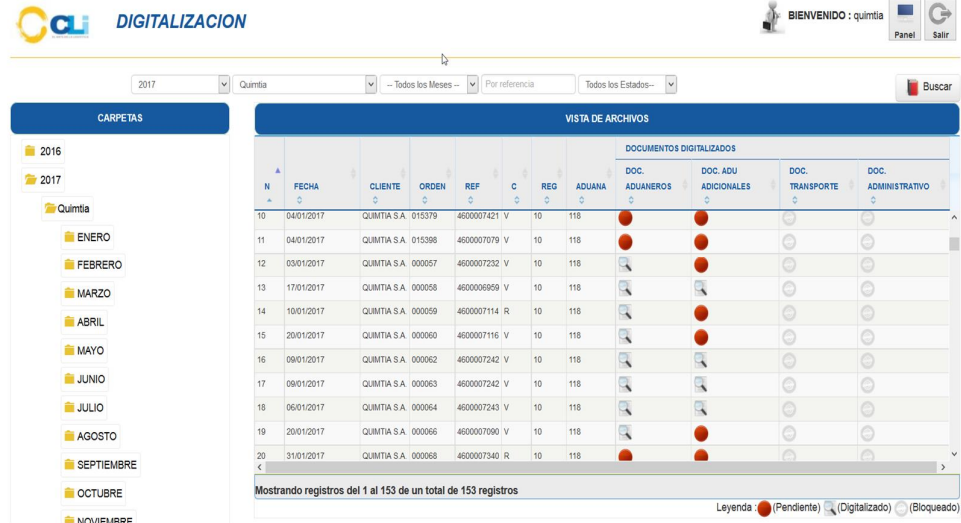 CLi DIGITALIZACION BIENVENIDO : quimtia Panel Salir
2017 Quimtia -- Todos los Meses -- Por referencia Todos los Estados-- Buscar
CARPETAS
2016
2017
Quimtia
ENERO
FEBRERO
MARZO
ABRIL
MAYO
JUNIO
JULIO
AGOSTO
SEPTIEMBRE
OCTUBRE
NOVIEMBRE
VISTA DE ARCHIVOS
DOCUMENTOS DIGITALIZADOS
N FECHA CLIENTE ORDEN REF C REG ADUANA DOC. ADUANEROS DOC. ADU ADICIONALES DOC. TRANSPORTE DOC. ADMINISTRATIVO
10 04/01/2017 QUIMTIA S.A. 015379 4600007421 V 10 118
11 04/01/2017 QUIMTIA S.A. 015398 4600007079 V 10 118
12 03/01/2017 QUIMTIA S.A. 000057 4600007232 V 10 118
13 17/01/2017 QUIMTIA S.A. 000058 4600006959 V 10 118
14 10/01/2017 QUIMTIA S.A. 000059 4600007114 R 10 118
15 20/01/2017 QUIMTIA S.A. 000060 4600007116 V 10 118
16 09/01/2017 QUIMTIA S.A. 000062 4600007242 V 10 118
17 09/01/2017 QUIMTIA S.A. 000063 4600007242 V 10 118
18 06/01/2017 QUIMTIA S.A. 000064 4600007243 V 10 118
19 20/01/2017 QUIMTIA S.A. 000066 4600007090 V 10 118
20 31/01/2017 QUIMTIA S.A. 000068 4600007340 R 10 118
Mostrando registros del 1 al 153 de un total de 153 registros
Leyenda : (Pendiente) (Digitalizado) (Bloqueado)